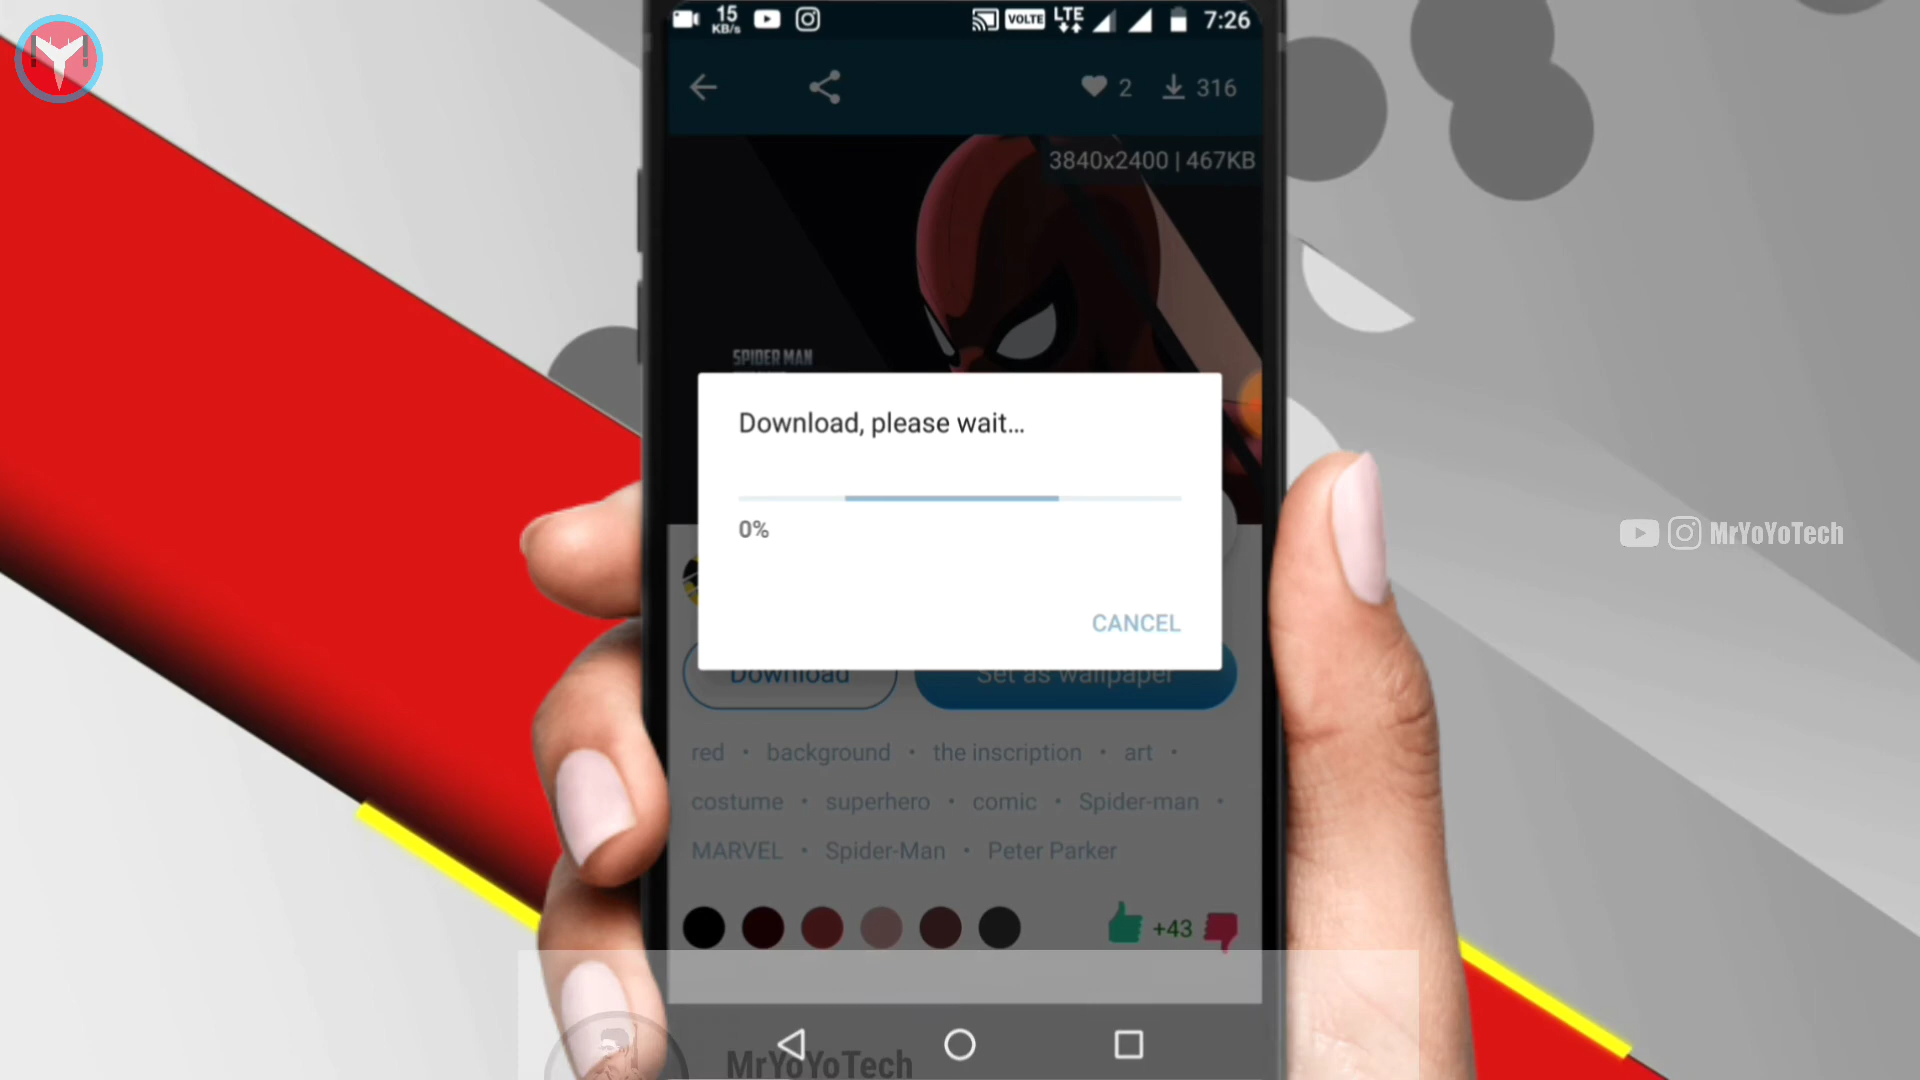 15
KB/s
VOLTE
LTE
7:26
2
316
3840x2400 | 467KB
SPIDER MAN
Download, please wait...
0%
CANCEL
Download
Set as wallpaper
red • background • the inscription • art •
costume • superhero • comic • Spider-man •
MARVEL • Spider-Man • Peter Parker
+43
MrYoYoTech
MrYoYoTech